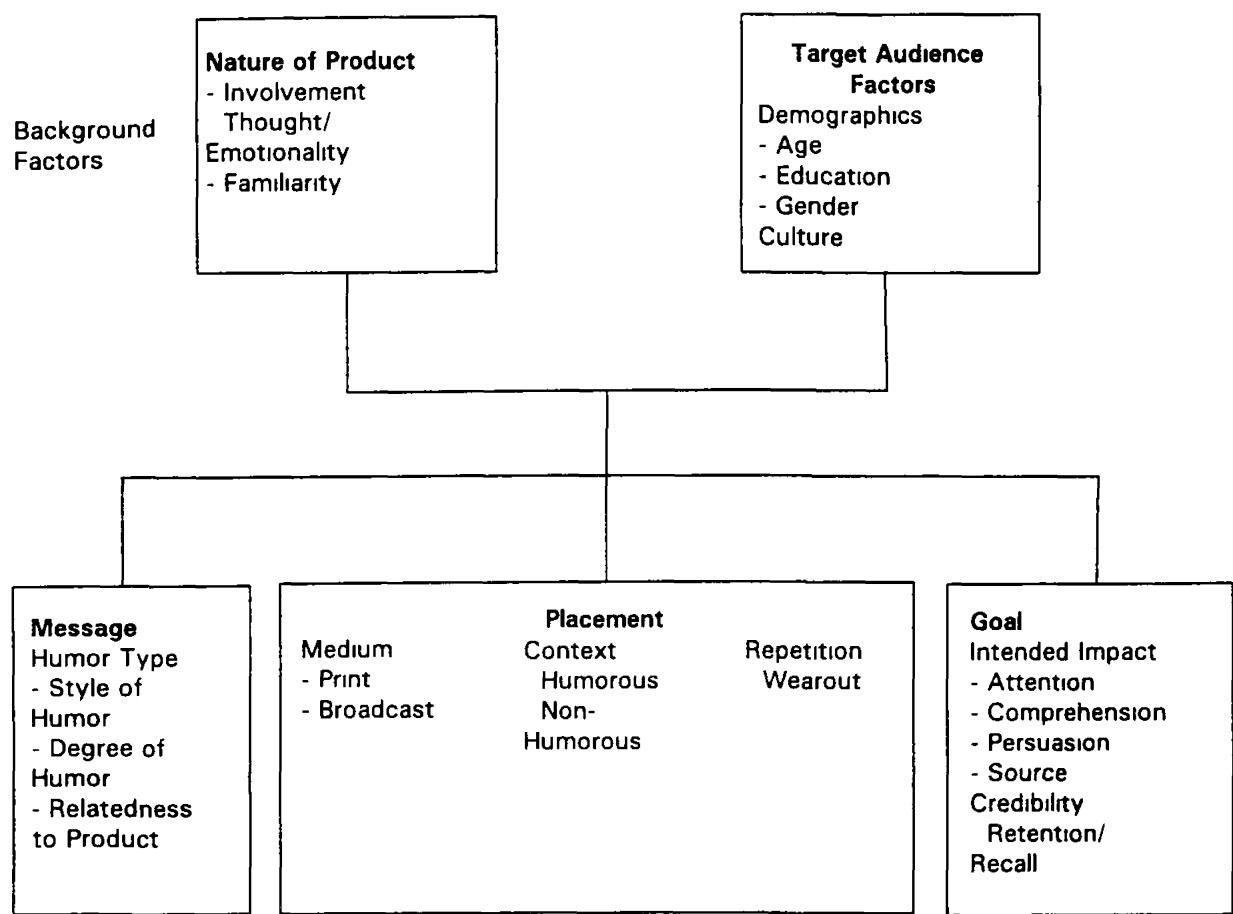 Background
Factors
Nature of Product
- Involvement
Thought/
Emotionality
- Familiarity
Target Audience
Factors
Demographics
- Age
- Education
- Gender
Culture
Message
Humor Type
- Style of
Humor
- Degree of
Humor
- Relatedness
to Product
Placement
Medium
- Print
- Broadcast
Context
Humorous
Non-
Humorous
Repetition
Wearout
Goal
Intended Impact
- Attention
- Comprehension
- Persuasion
- Source
Credibility
Retention/
Recall